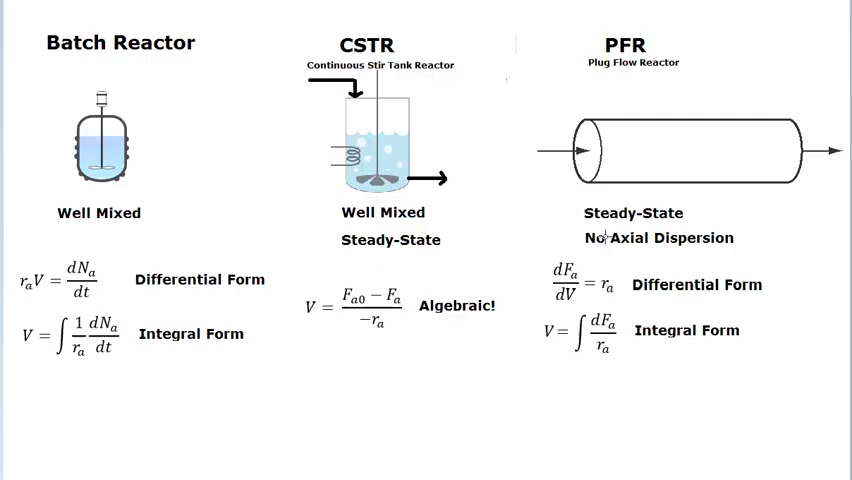 Batch Reactor
Well Mixed
r_a V = dN_a/dt
Differential Form
V = ∫ 1/r_a dN_a/dt
Integral Form
CSTR
Continuous Stir Tank Reactor
Well Mixed
Steady-State
V = (F_a0 − F_a)/(−r_a)
Algebraic!
PFR
Plug Flow Reactor
Steady-State
No Axial Dispersion
dF_a/dV = r_a
Differential Form
V = ∫ dF_a/r_a
Integral Form